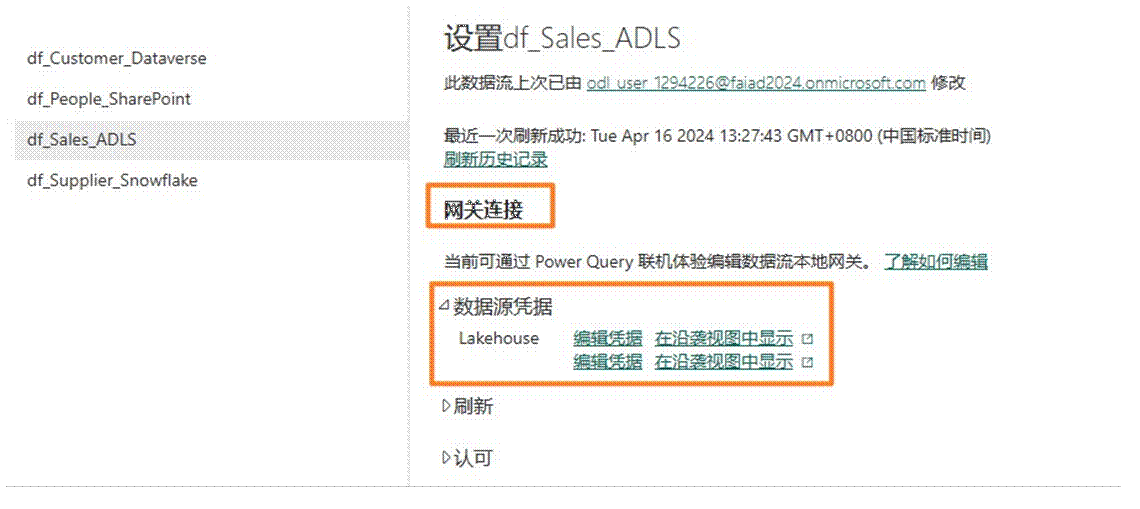 df_Customer_Dataverse
df_People_SharePoint
df_Sales_ADLS
df_Supplier_Snowflake
设置df_Sales_ADLS
此数据流上次已由 odl_user_1294226@faiad2024.onmicrosoft.com 修改
最近一次刷新成功: Tue Apr 16 2024 13:27:43 GMT+0800 (中国标准时间)
刷新历史记录
网关连接
当前可通过 Power Query 联机体验编辑数据流本地网关。 了解如何编辑
数据源凭据
Lakehouse 编辑凭据 在沿袭视图中显示
编辑凭据 在沿袭视图中显示
刷新
认可